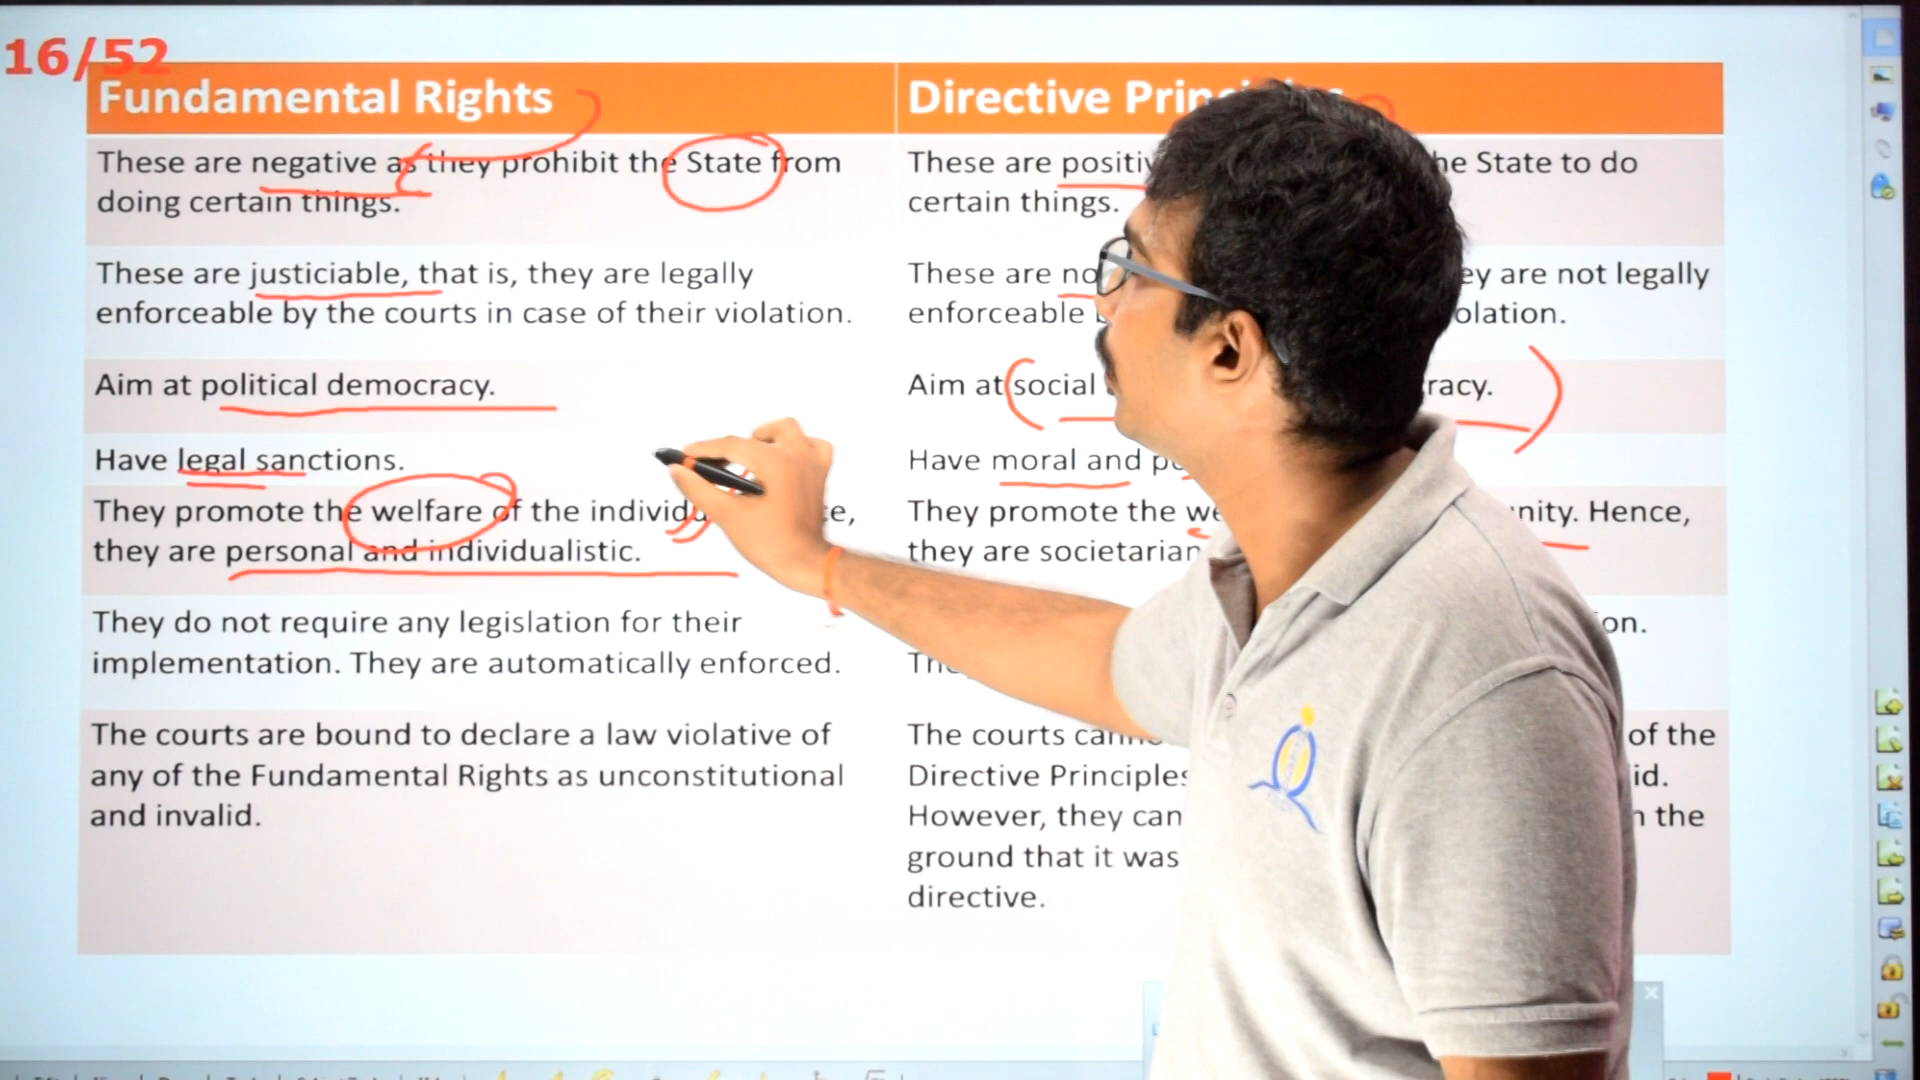 16/52
Fundamental Rights
Directive
These are negative as they prohibit the State from
doing certain things.
These are he State to do
certain things.
These are justiciable, that is, they are legally
enforceable by the courts in case of their violation.
These are ey are not legally
enforceable olation.
Aim at political democracy.
Aim at social racy.
Have legal sanctions.
Have moral and
They promote the welfare of the
they are personal and individualistic.
They promote the nity. Hence,
they are societarian
They do not require any legislation for their
implementation. They are automatically enforced.
on.
The courts are bound to declare a law violative of
any of the Fundamental Rights as unconstitutional
and invalid.
The courts of the
Directive Principles id.
However, they can n the
ground that it was
directive.